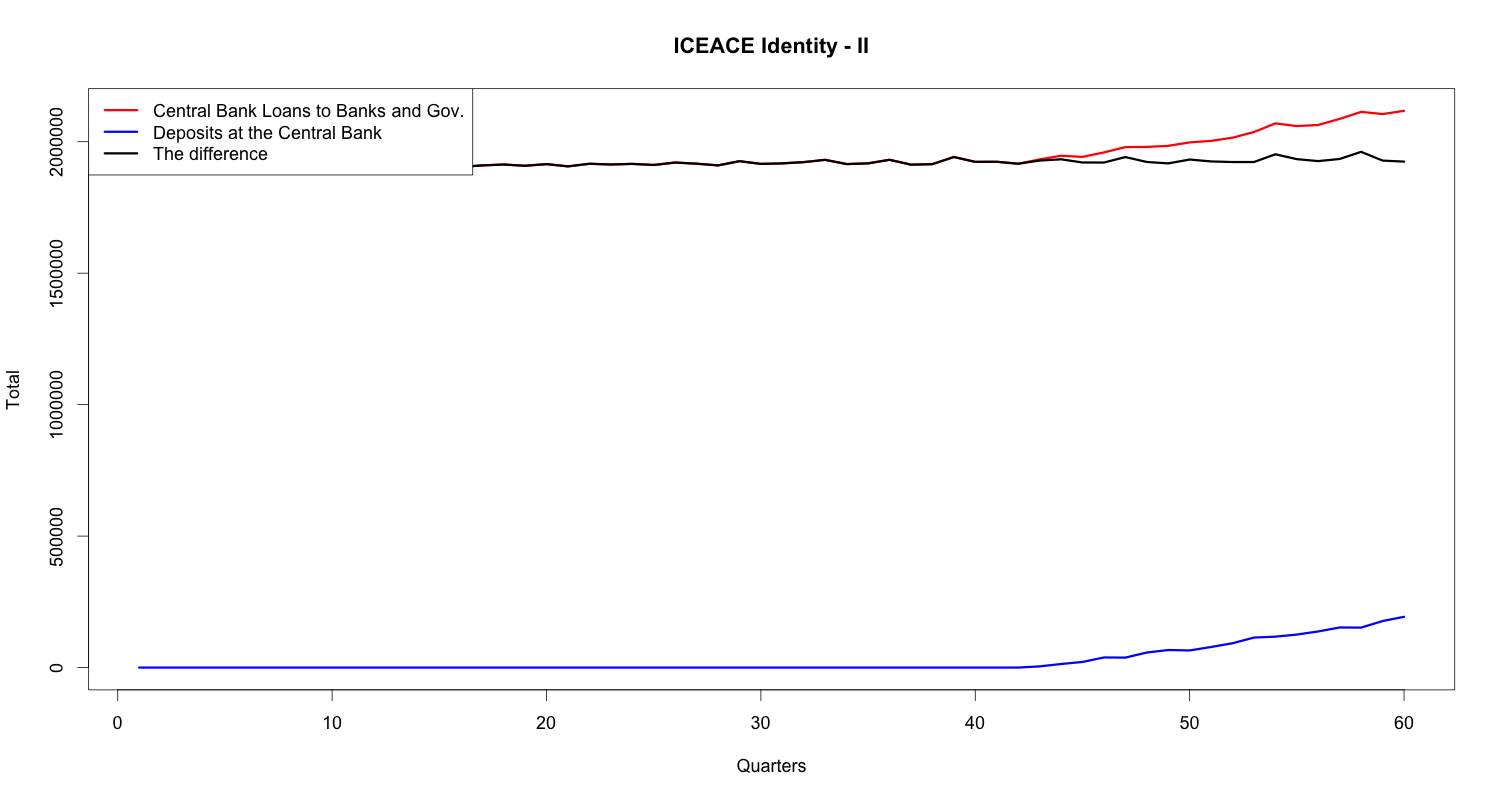 ICEACE Identity - II
Central Bank Loans to Banks and Gov.
Deposits at the Central Bank
The difference
Total
2000000
1500000
1000000
500000
0
0 10 20 30 40 50 60
Quarters